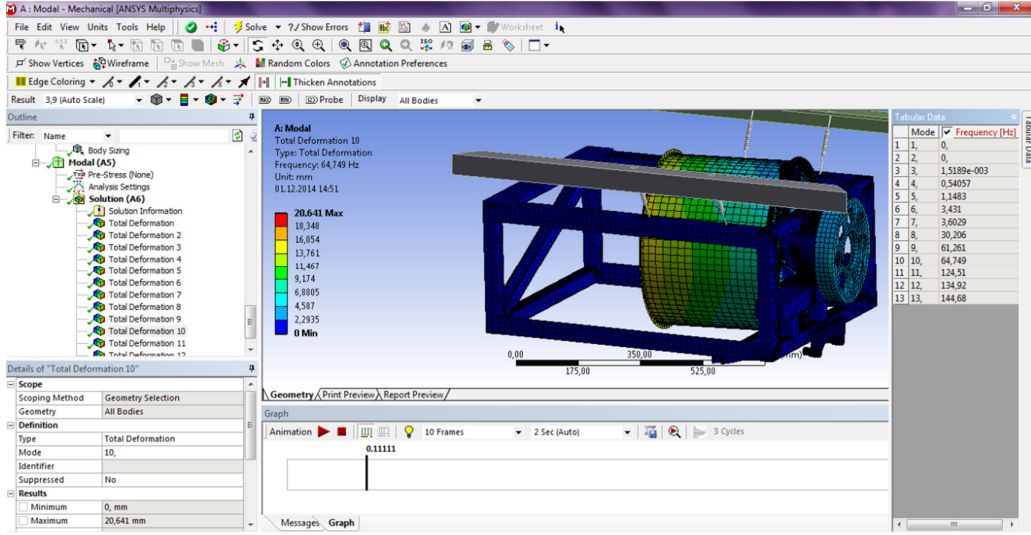 A : Modal - Mechanical [ANSYS Multiphysics]
File Edit View Units Tools Help Solve ?/ Show Errors A Worksheet
ISO
Show Vertices Wireframe Show Mesh Random Colors Annotation Preferences
Edge Coloring Thicken Annotations
Result 3,9 (Auto Scale) MAX MIN Probe Display All Bodies
Outline
Filter: Name
Body Sizing
Modal (A5)
Pre-Stress (None)
Analysis Settings
Solution (A6)
Solution Information
Total Deformation
Total Deformation 2
Total Deformation 3
Total Deformation 4
Total Deformation 5
Total Deformation 6
Total Deformation 7
Total Deformation 8
Total Deformation 9
Total Deformation 10
Total Deformation 11
Total Deformation 12
Details of "Total Deformation 10"
Scope
Scoping Method Geometry Selection
Geometry All Bodies
Definition
Type Total Deformation
Mode 10,
Identifier
Suppressed No
Results
Minimum 0, mm
Maximum 20,641 mm
A: Modal
Total Deformation 10
Type: Total Deformation
Frequency: 64,749 Hz
Unit: mm
01.12.2014 14:51
20,641 Max
18,348
16,054
13,761
11,467
9,174
6,8805
4,587
2,2935
0 Min
0,00 350,00 (mm)
175,00 525,00
Geometry Print Preview Report Preview
Graph
Animation 10 Frames 2 Sec (Auto) 3 Cycles
0,11111
Messages Graph
Tabular Data
Mode Frequency [Hz]
1 1, 0,
2 2, 0,
3 3, 1,5189e-003
4 4, 0,54057
5 5, 1,1483
6 6, 3,431
7 7, 3,6029
8 8, 30,206
9 9, 61,261
10 10, 64,749
11 11, 124,51
12 12, 134,92
13 13, 144,68
Tabular Data